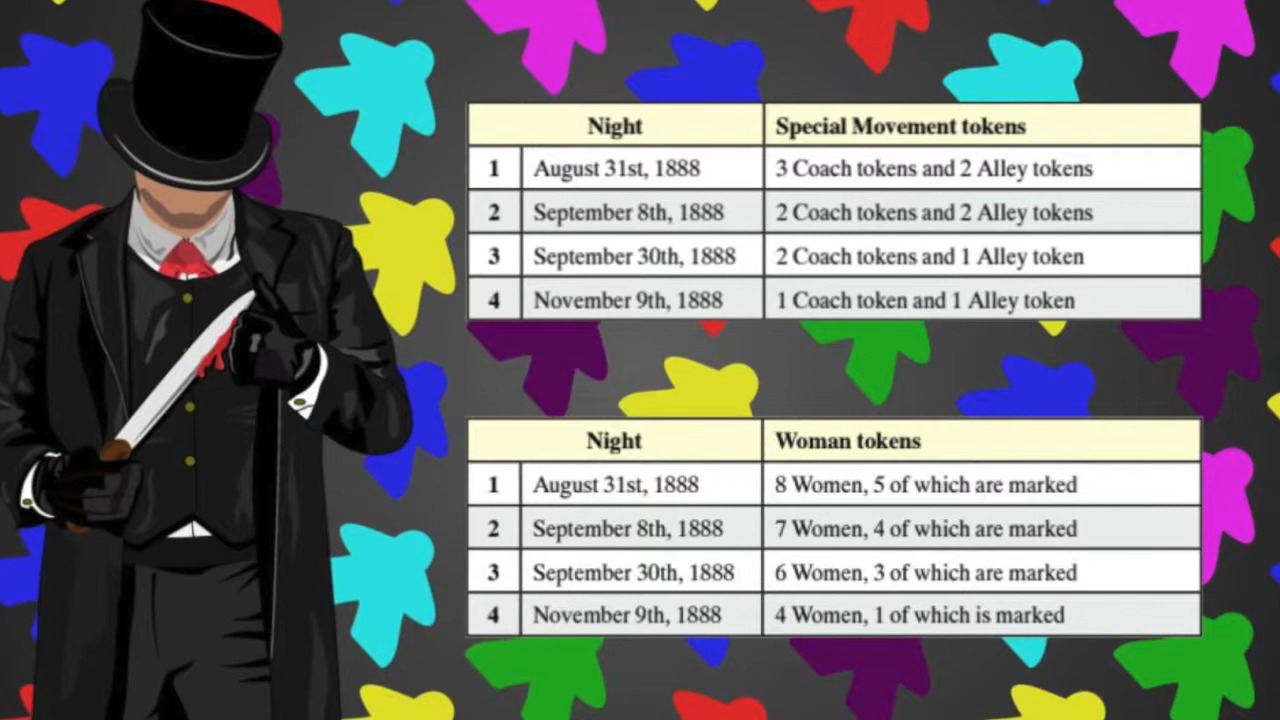 Night Special Movement tokens
1 August 31st, 1888 3 Coach tokens and 2 Alley tokens
2 September 8th, 1888 2 Coach tokens and 2 Alley tokens
3 September 30th, 1888 2 Coach tokens and 1 Alley token
4 November 9th, 1888 1 Coach token and 1 Alley token
Night Woman tokens
1 August 31st, 1888 8 Women, 5 of which are marked
2 September 8th, 1888 7 Women, 4 of which are marked
3 September 30th, 1888 6 Women, 3 of which are marked
4 November 9th, 1888 4 Women, 1 of which is marked